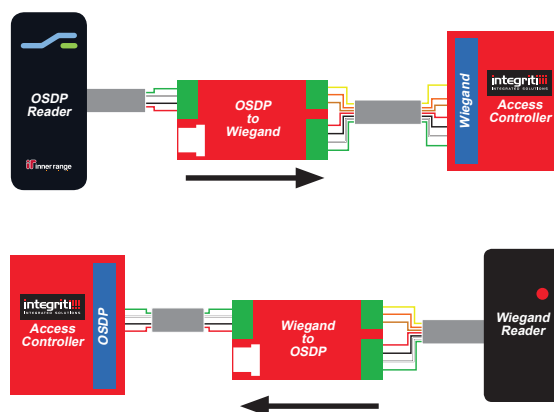 OSDP
Reader
inner range
OSDP
to
Wiegand
Wiegand
integriti
INTEGRATED SOLUTIONS
Access
Controller
integriti
INTEGRATED SOLUTIONS
Access
Controller
OSDP
Wiegand
to
OSDP
Wiegand
Reader